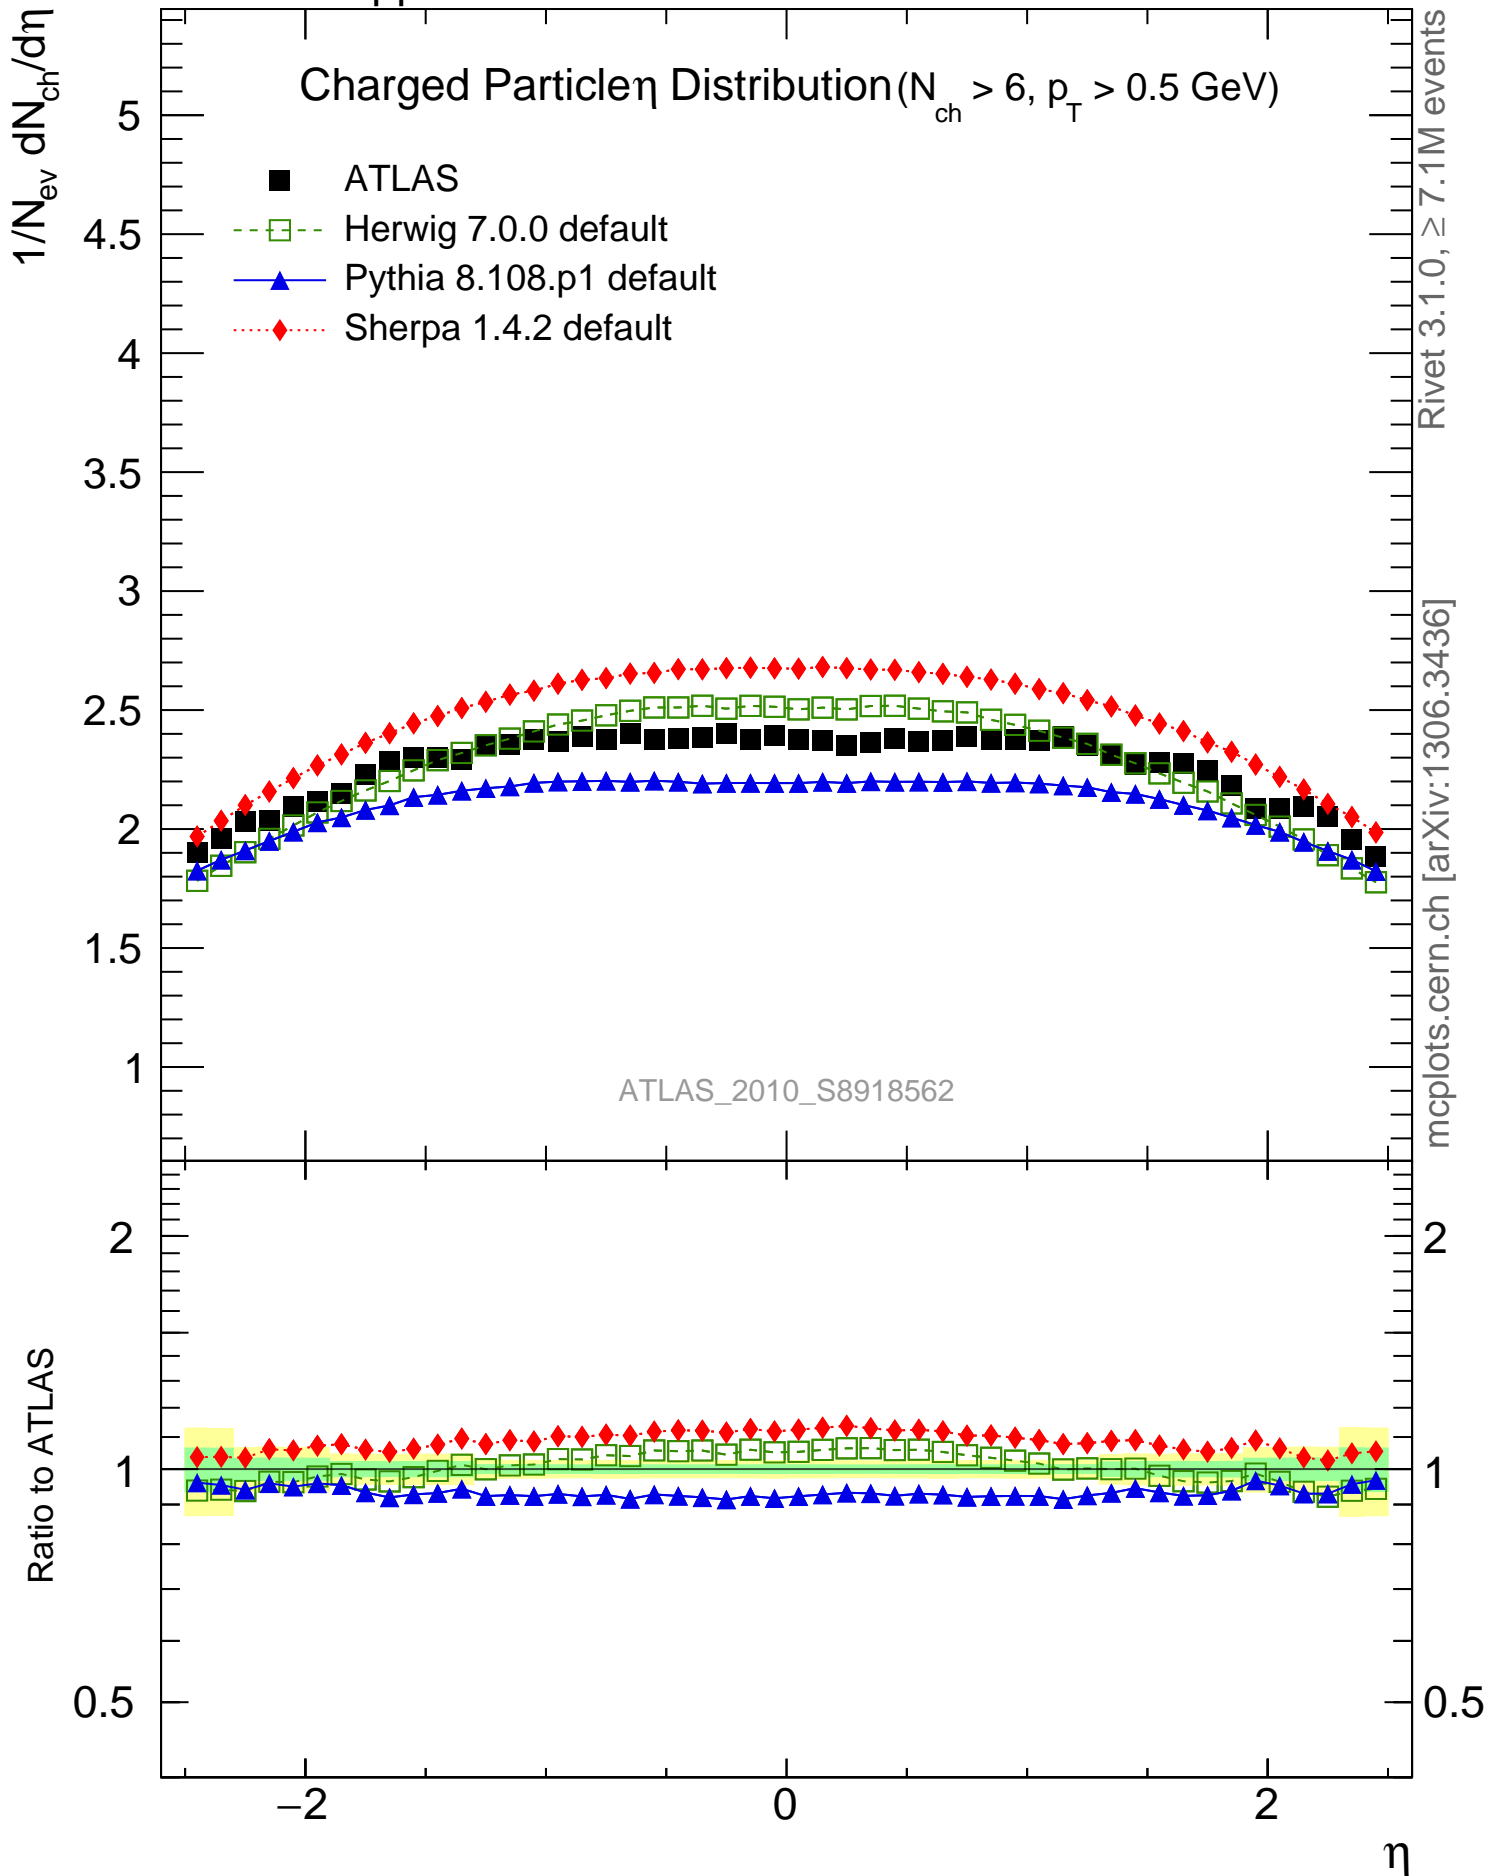 pp
1/N_ev dN_ch/dη
Charged Particleη Distribution (N_ch > 6, p_T > 0.5 GeV)
ATLAS
Herwig 7.0.0 default
Pythia 8.108.p1 default
Sherpa 1.4.2 default
5
4.5
4
3.5
3
2.5
2
1.5
1
ATLAS_2010_S8918562
Rivet 3.1.0, ≥ 7.1M events
mcplots.cern.ch [arXiv:1306.3436]
Ratio to ATLAS
2
1
0.5
2
1
0.5
−2
0
2
η